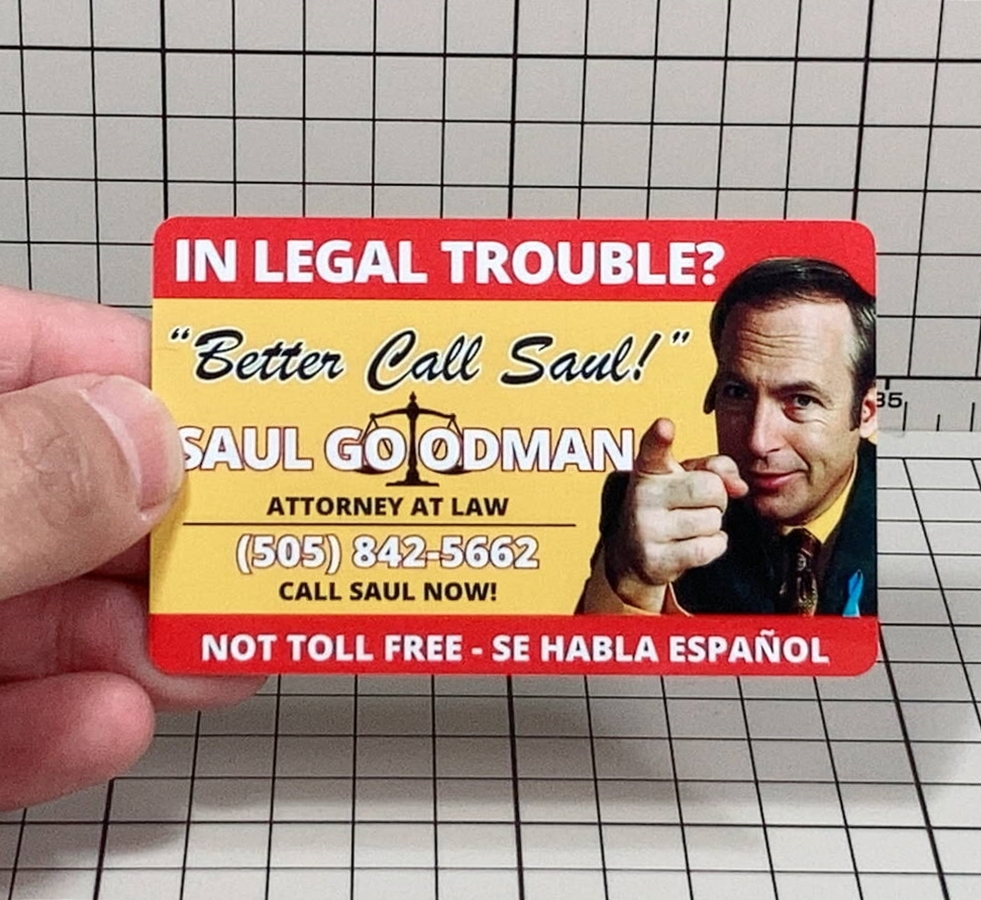 IN LEGAL TROUBLE?
"Better Call Saul!"
SAUL GOODMAN
ATTORNEY AT LAW
(505) 842-5662
CALL SAUL NOW!
NOT TOLL FREE - SE HABLA ESPAÑOL
35